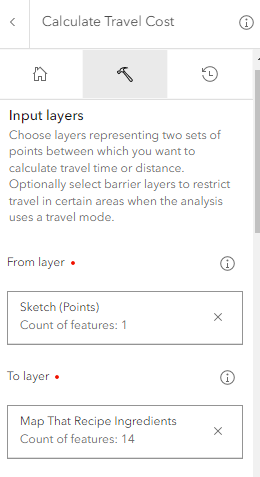 Calculate Travel Cost
Input layers
Choose layers representing two sets of
points between which you want to
calculate travel time or distance.
Optionally select barrier layers to restrict
travel in certain areas when the analysis
uses a travel mode.
From layer •
Sketch (Points)
Count of features: 1
To layer •
Map That Recipe Ingredients
Count of features: 14